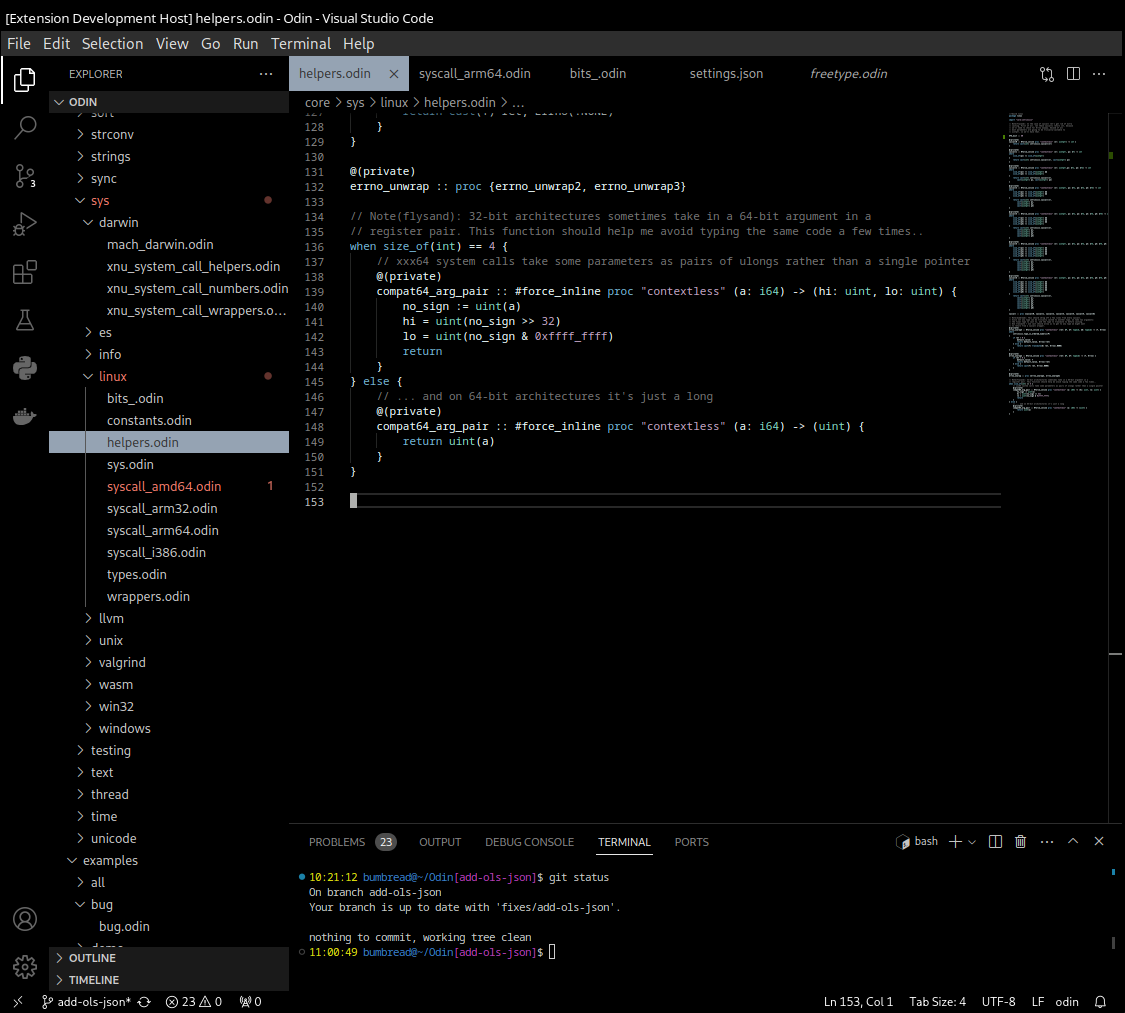 [Extension Development Host] helpers.odin - Odin - Visual Studio Code
File Edit Selection View Go Run Terminal Help
EXPLORER
ODIN
sort
strconv
strings
sync
sys
darwin
mach_darwin.odin
xnu_system_call_helpers.odin
xnu_system_call_numbers.odin
xnu_system_call_wrappers.o...
es
info
linux
bits_.odin
constants.odin
helpers.odin
sys.odin
syscall_amd64.odin 1
syscall_arm32.odin
syscall_arm64.odin
syscall_i386.odin
types.odin
wrappers.odin
llvm
unix
valgrind
wasm
win32
windows
testing
text
thread
time
unicode
examples
all
bug
bug.odin
demo
OUTLINE
TIMELINE
3
helpers.odin syscall_arm64.odin bits_.odin settings.json freetype.odin
core > sys > linux > helpers.odin > ...
128 }
129 }
130
131 @(private)
132 errno_unwrap :: proc {errno_unwrap2, errno_unwrap3}
133
134 // Note(flysand): 32-bit architectures sometimes take in a 64-bit argument in a
135 // register pair. This function should help me avoid typing the same code a few times..
136 when size_of(int) == 4 {
137 // xxx64 system calls take some parameters as pairs of ulongs rather than a single pointer
138 @(private)
139 compat64_arg_pair :: #force_inline proc "contextless" (a: i64) -> (hi: uint, lo: uint) {
140 no_sign := uint(a)
141 hi = uint(no_sign >> 32)
142 lo = uint(no_sign & 0xffff_ffff)
143 return
144 }
145 } else {
146 // ... and on 64-bit architectures it's just a long
147 @(private)
148 compat64_arg_pair :: #force_inline proc "contextless" (a: i64) -> (uint) {
149 return uint(a)
150 }
151 }
152
153
PROBLEMS 23 OUTPUT DEBUG CONSOLE TERMINAL PORTS
bash
10:21:12 bumbread@~/Odin[add-ols-json]$ git status
On branch add-ols-json
Your branch is up to date with 'fixes/add-ols-json'.
nothing to commit, working tree clean
11:00:49 bumbread@~/Odin[add-ols-json]$
add-ols-json* 23 0 0
Ln 153, Col 1 Tab Size: 4 UTF-8 LF odin